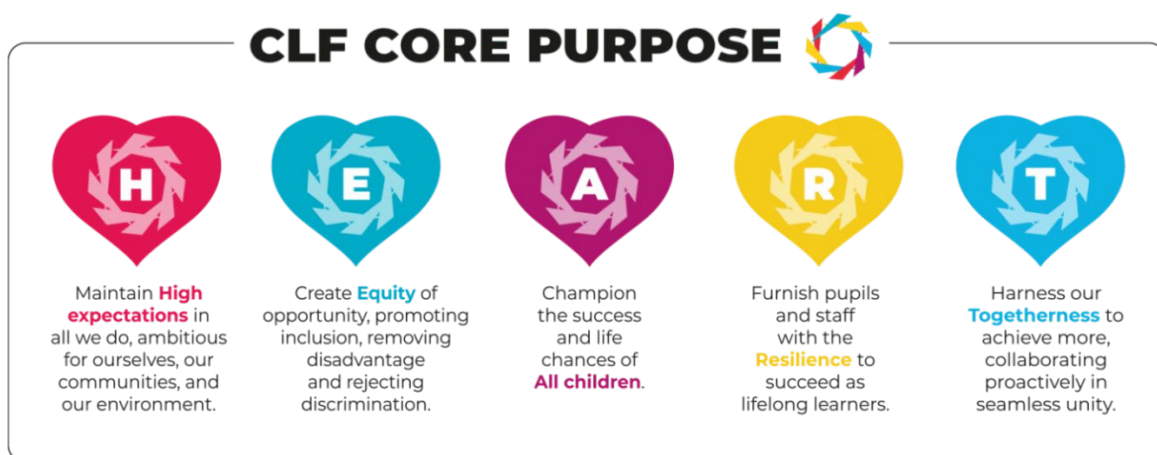 CLF CORE PURPOSE
H
E
A
R
T
Maintain High
expectations in
all we do, ambitious
for ourselves, our
communities, and
our environment.
Create Equity of
opportunity, promoting
inclusion, removing
disadvantage
and rejecting
discrimination.
Champion
the success
and life
chances of
All children.
Furnish pupils
and staff
with the
Resilience to
succeed as
lifelong learners.
Harness our
Togetherness to
achieve more,
collaborating
proactively in
seamless unity.